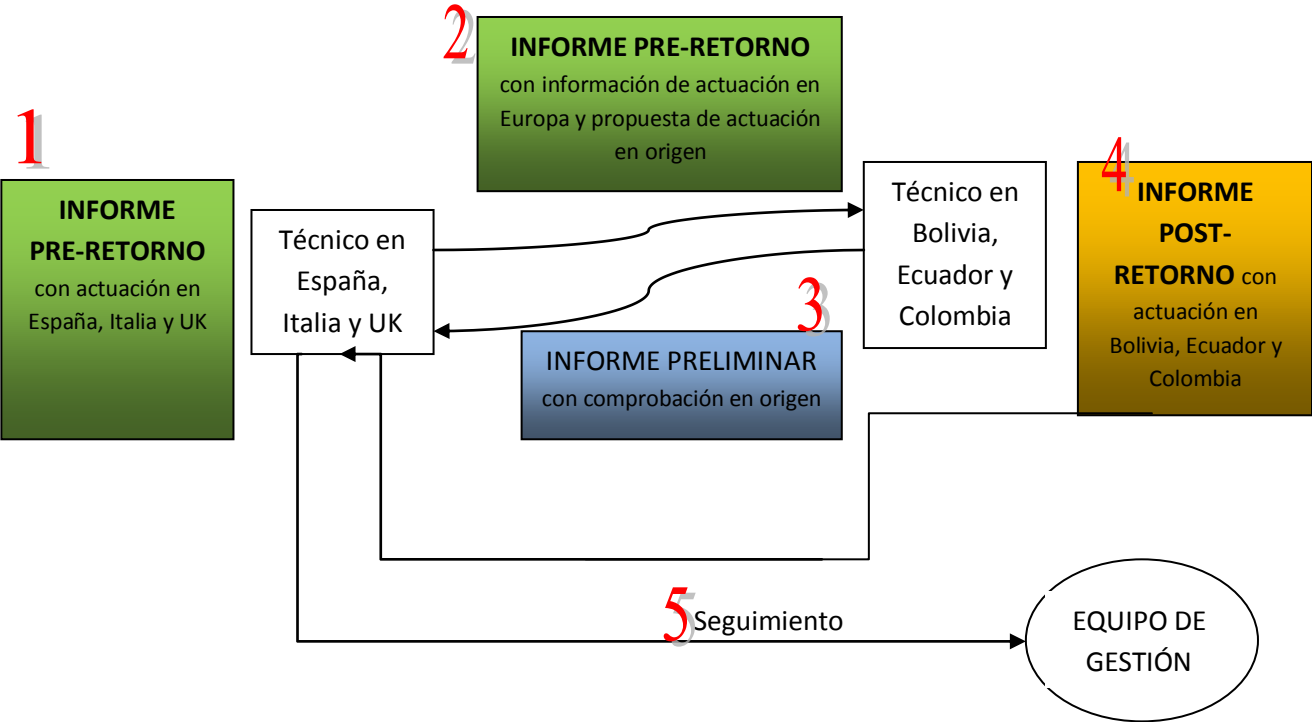 1
INFORME
PRE-RETORNO
con actuación en
España, Italia y UK
2
INFORME PRE-RETORNO
con información de actuación en
Europa y propuesta de actuación
en origen
Técnico en
España,
Italia y UK
3
INFORME PRELIMINAR
con comprobación en origen
Técnico en
Bolivia,
Ecuador y
Colombia
4
INFORME
POST-
RETORNO con
actuación en
Bolivia, Ecuador y
Colombia
5 Seguimiento
EQUIPO DE
GESTIÓN